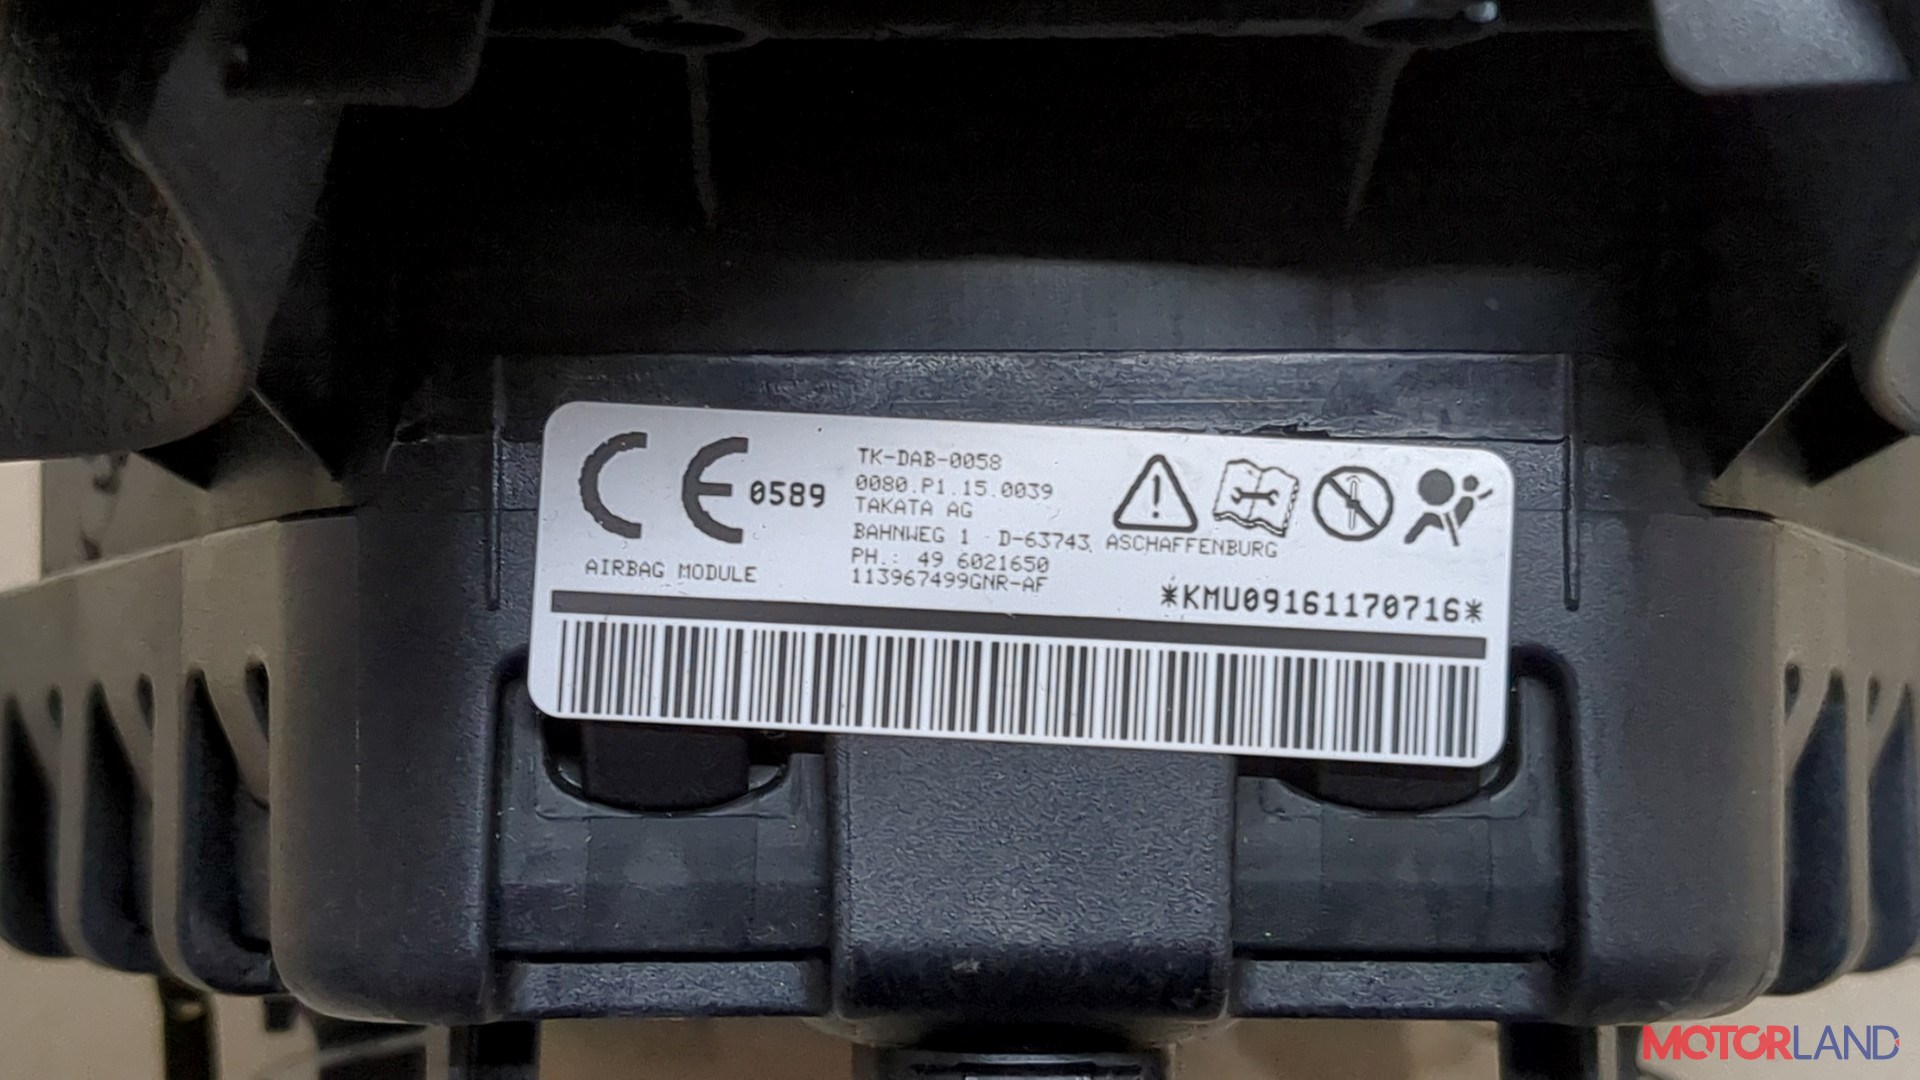 CE 0589
AIRBAG MODULE
TK-DAB-0058
0080.P1.15.0039
TAKATA AG
BAHNWEG 1 D-63743 ASCHAFFENBURG
PH.: 49 6021650
113967499GNR-AF
*KMU09161170716*
MOTORLAND